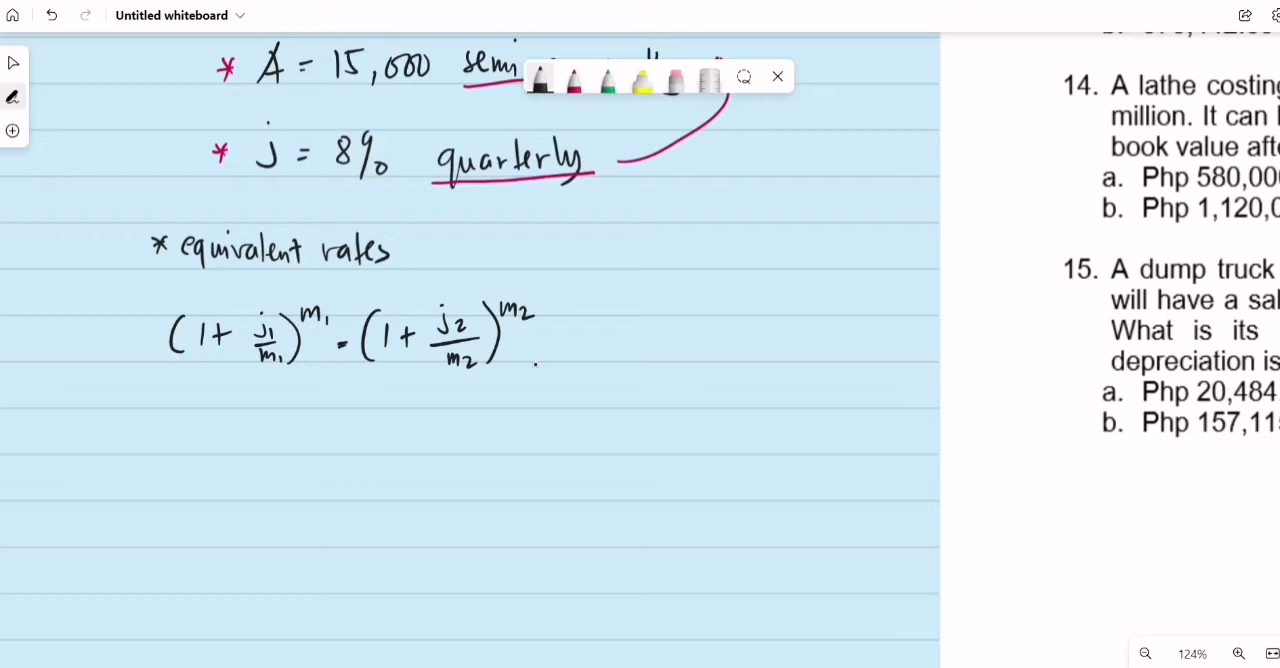 Untitled whiteboard
* A = 15,000 semi
* j = 8% quarterly
* equivalent rates
(1 + j1/m1)^m1 = (1 + j2/m2)^m2
14. A lathe costing
million. It can
book value aft
a. Php 580,00
b. Php 1,120,
15. A dump truck
will have a sal
What is its
depreciation is
a. Php 20,484
b. Php 157,11
124%